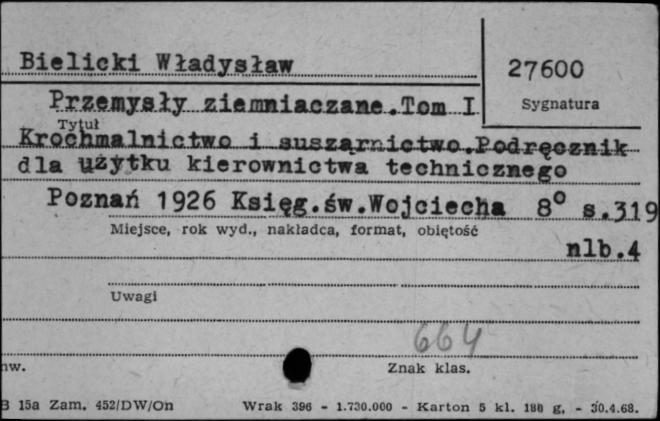 Bielicki Władysław
27600
Przemysły ziemniaczane.Tom I
Sygnatura
Tytuł
Krochmalnictwo i suszarnictwo.Podręcznik
dla użytku kierownictwa technicznego
Poznań 1926 Księg.św.Wojciecha 8° s.319
Miejsce, rok wyd., nakładca, format, objętość
nlb.4
Uwagi
664
nw. Znak klas.
B 15a Zam. 452/DW/On Wrak 396 - 1.730.000 - Karton 5 kl. 180 g. - 30.4.68.